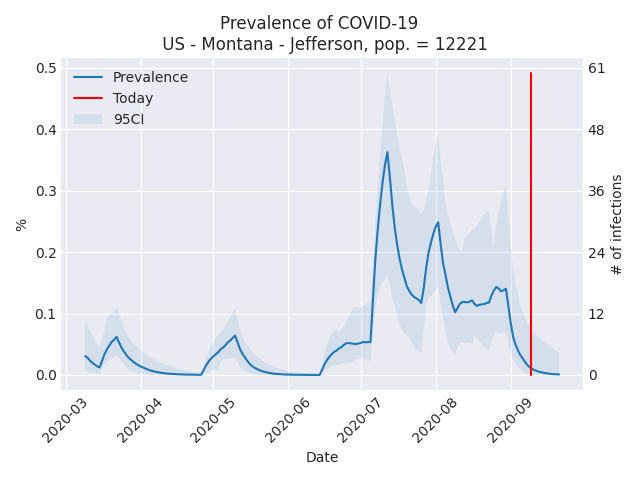 Prevalence of COVID-19
US - Montana - Jefferson, pop. = 12221
Prevalence
Today
95CI
0.5
0.4
0.3
0.2
0.1
0.0
%
61
48
36
24
12
0
# of infections
2020-03
2020-04
2020-05
2020-06
2020-07
2020-08
2020-09
Date